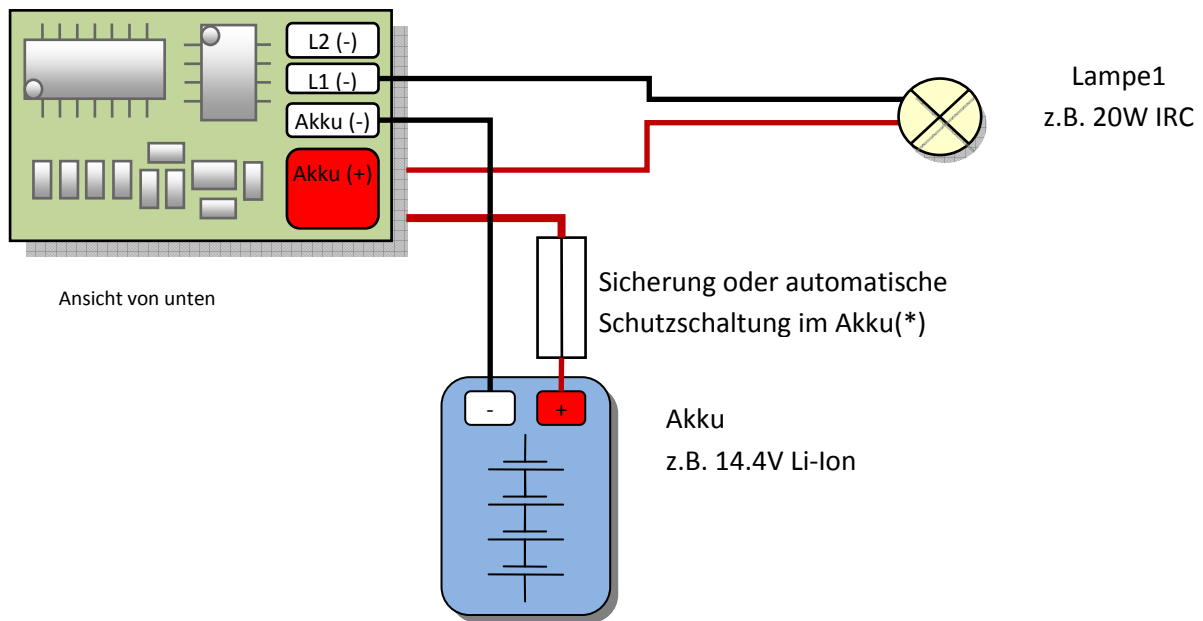 L2 (-)
L1 (-)
Akku (-)
Akku (+)
Lampe1
z.B. 20W IRC
Ansicht von unten
Sicherung oder automatische
Schutzschaltung im Akku(*)
- +
Akku
z.B. 14.4V Li-Ion